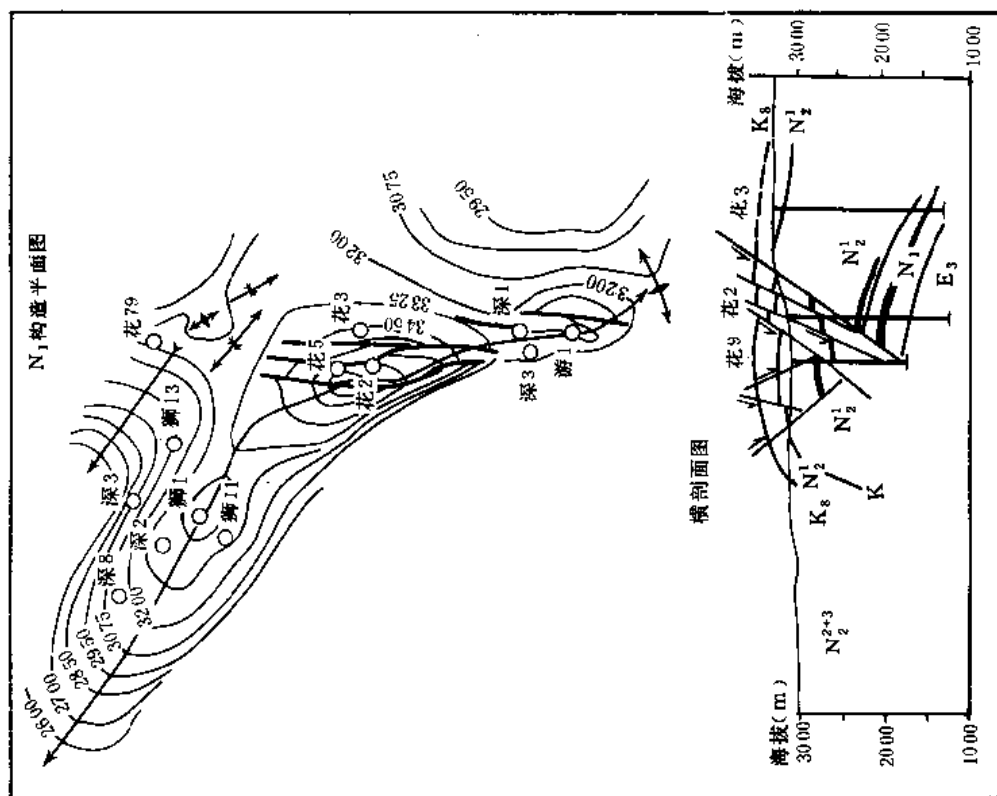 N₁构造平面图
花79
狮13
深3
狮1
深2
狮11
深8
3200
3075
2950
2850
2700
2600
花5
花3
花2
3450
3325
3200
3075
2950
深1
深3
游1
3200
横剖面图
海拔(m)
3000
2000
1000
海拔(m)
3000
2000
1000
花9
花2
花3
K₈
N₂¹
N₂¹
N₁
E₃
N₂¹
N₂¹
K₈
K
N₂²⁺³